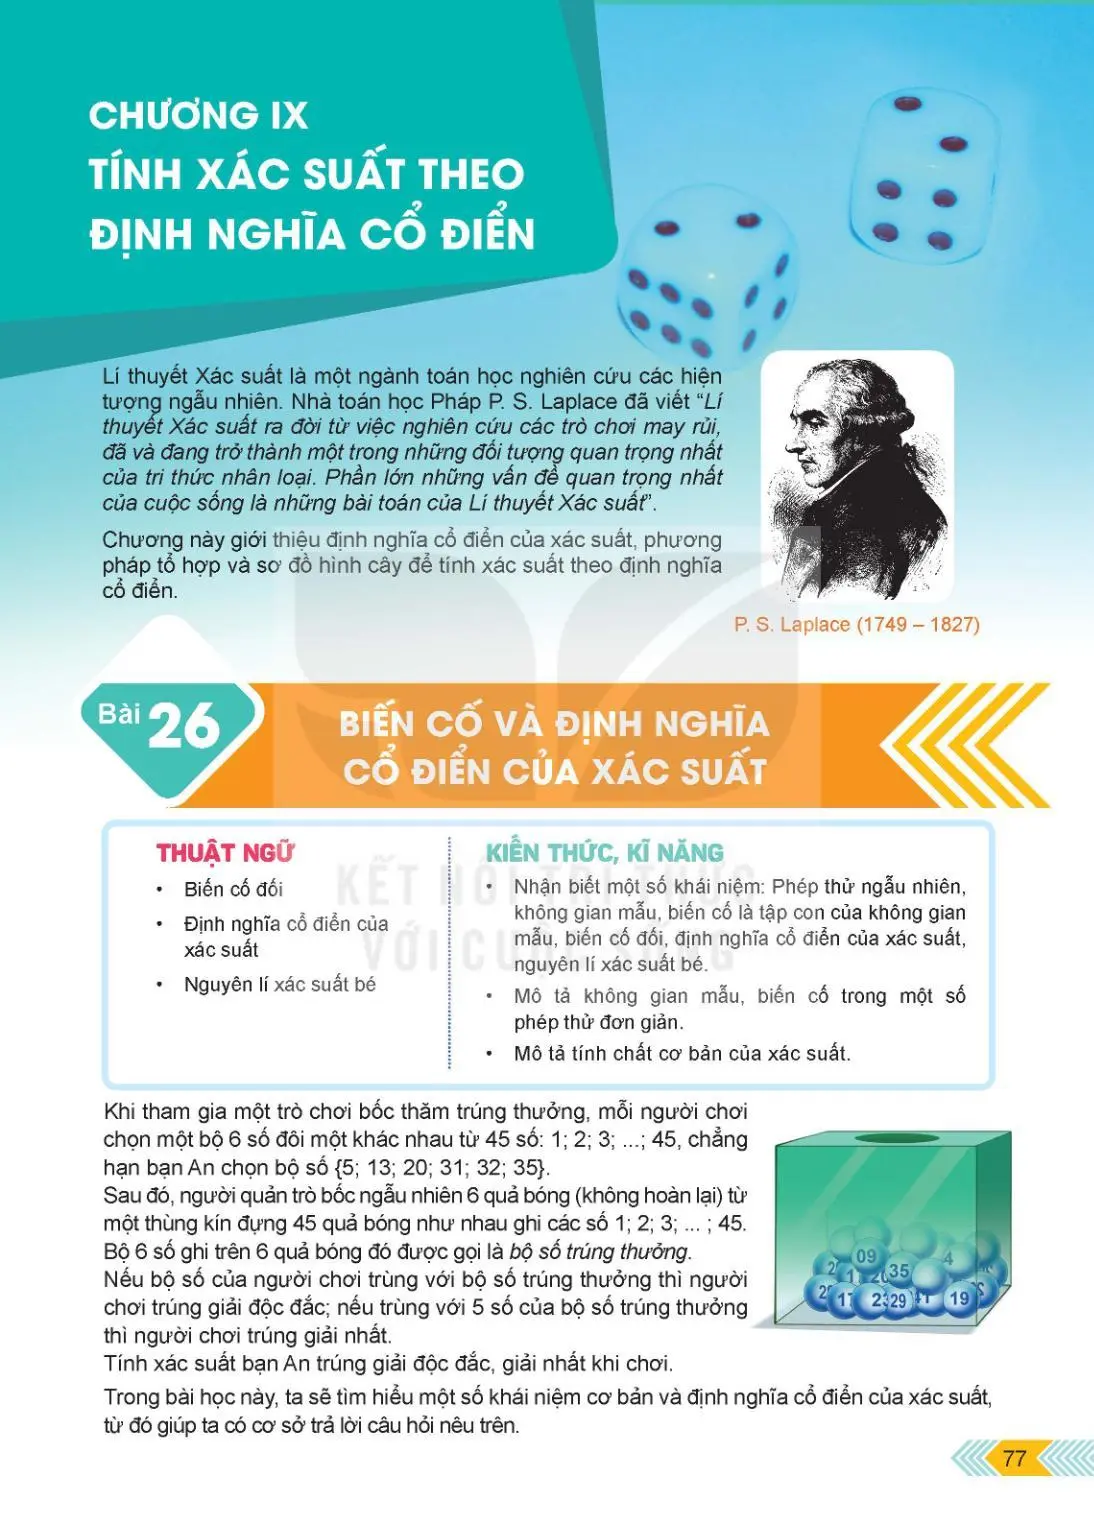 CHƯƠNG IX
TÍNH XÁC SUẤT THEO
ĐỊNH NGHĨA CỔ ĐIỂN
Lí thuyết Xác suất là một ngành toán học nghiên cứu các hiện
tượng ngẫu nhiên. Nhà toán học Pháp P. S. Laplace đã viết “Lí
thuyết Xác suất ra đời từ việc nghiên cứu các trò chơi may rủi,
đã và đang trở thành một trong những đối tượng quan trọng nhất
của tri thức nhân loại. Phần lớn những vấn đề quan trọng nhất
của cuộc sống là những bài toán của Lí thuyết Xác suất”.
Chương này giới thiệu định nghĩa cổ điển của xác suất, phương
pháp tổ hợp và sơ đồ hình cây để tính xác suất theo định nghĩa
cổ điển.
P. S. Laplace (1749 – 1827)
Bài 26
BIẾN CỐ VÀ ĐỊNH NGHĨA
CỔ ĐIỂN CỦA XÁC SUẤT
THUẬT NGỮ
• Biến cố đối
• Định nghĩa cổ điển của
xác suất
• Nguyên lí xác suất bé
KIẾN THỨC, KĨ NĂNG
• Nhận biết một số khái niệm: Phép thử ngẫu nhiên,
không gian mẫu, biến cố là tập con của không gian
mẫu, biến cố đối, định nghĩa cổ điển của xác suất,
nguyên lí xác suất bé.
• Mô tả không gian mẫu, biến cố trong một số
phép thử đơn giản.
• Mô tả tính chất cơ bản của xác suất.
KẾT NỐI TRI THỨC
VỚI CUỘC SỐNG
Khi tham gia một trò chơi bốc thăm trúng thưởng, mỗi người chơi
chọn một bộ 6 số đôi một khác nhau từ 45 số: 1; 2; 3; ...; 45, chẳng
hạn bạn An chọn bộ số {5; 13; 20; 31; 32; 35}.
Sau đó, người quản trò bốc ngẫu nhiên 6 quả bóng (không hoàn lại) từ
một thùng kín đựng 45 quả bóng như nhau ghi các số 1; 2; 3; ... ; 45.
Bộ 6 số ghi trên 6 quả bóng đó được gọi là bộ số trúng thưởng.
Nếu bộ số của người chơi trùng với bộ số trúng thưởng thì người
chơi trúng giải độc đắc; nếu trùng với 5 số của bộ số trúng thưởng
thì người chơi trúng giải nhất.
Tính xác suất bạn An trúng giải độc đắc, giải nhất khi chơi.
09
35
17
29
19
Trong bài học này, ta sẽ tìm hiểu một số khái niệm cơ bản và định nghĩa cổ điển của xác suất,
từ đó giúp ta có cơ sở trả lời câu hỏi nêu trên.
77